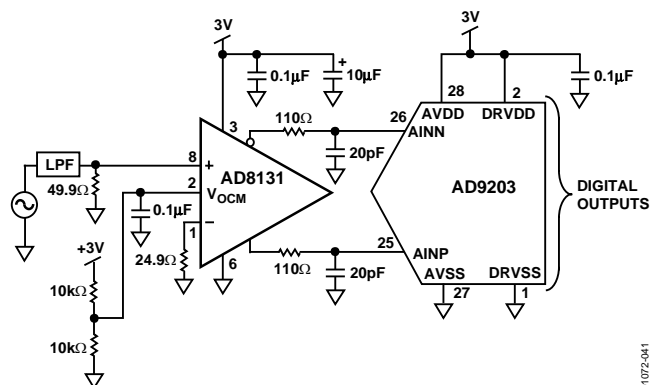 3V
3V
0.1µF
+
10µF
0.1µF
28
2
3
110Ω
26
AVDD
DRVDD
AINN
LPF
8
+
20pF
AD8131
AD9203
DIGITAL
OUTPUTS
49.9Ω
2
VOCM
0.1µF
–
1
25
AINP
+3V
24.9Ω
6
110Ω
20pF
AVSS
DRVSS
27
1
10kΩ
10kΩ
1072-041